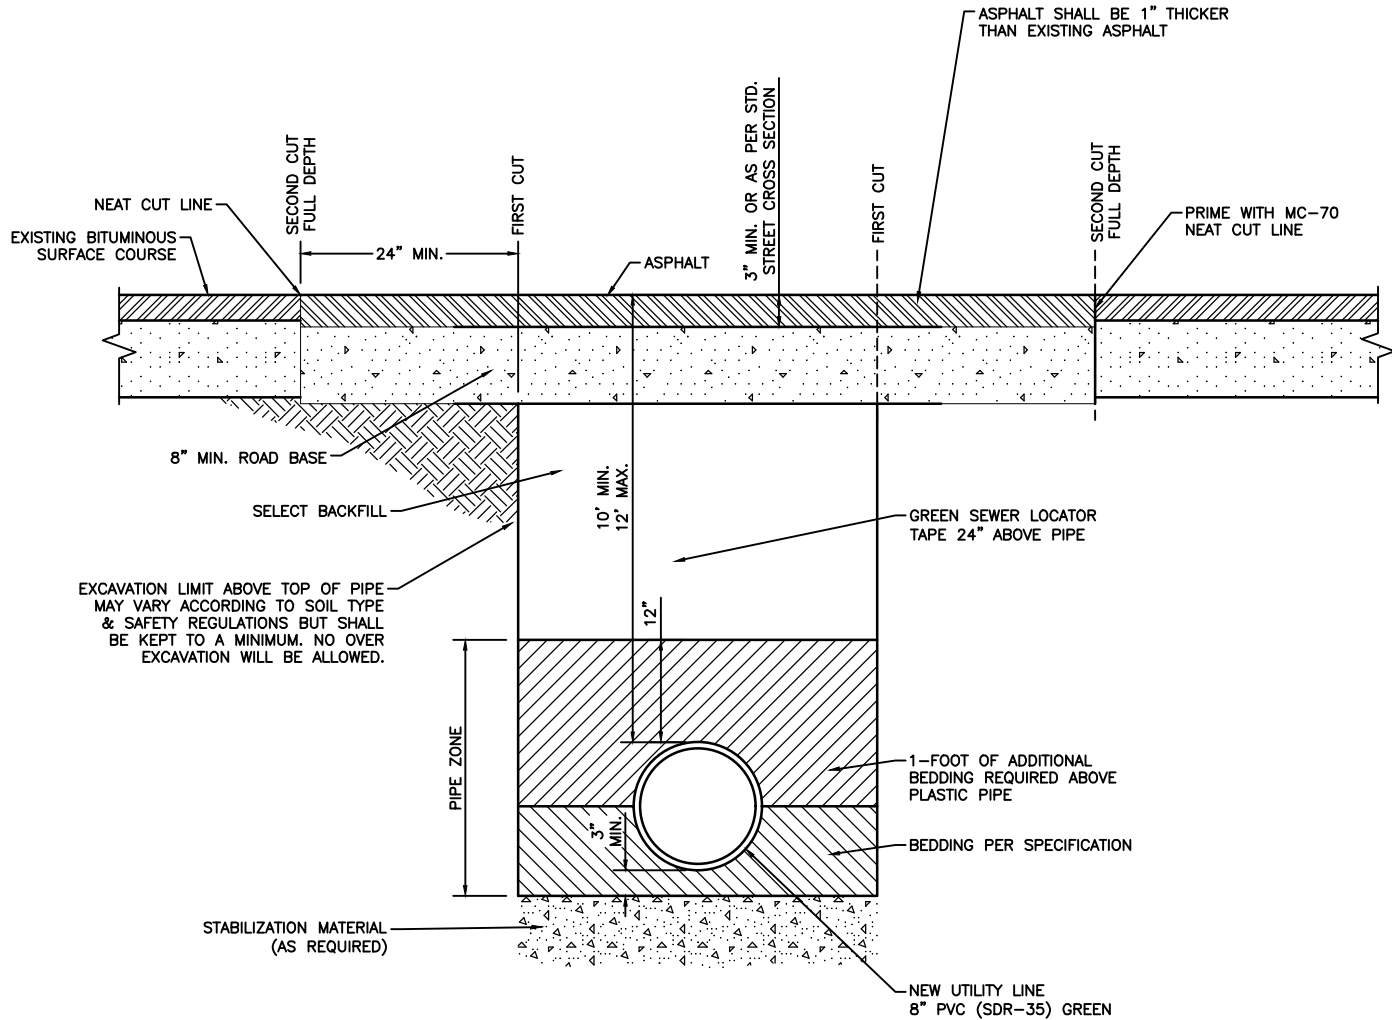 ASPHALT SHALL BE 1" THICKER
THAN EXISTING ASPHALT
3" MIN. OR AS PER STD.
STREET CROSS SECTION
SECOND CUT
FULL DEPTH
FIRST CUT
FIRST CUT
SECOND CUT
FULL DEPTH
NEAT CUT LINE
EXISTING BITUMINOUS
SURFACE COURSE
24" MIN.
ASPHALT
PRIME WITH MC-70
NEAT CUT LINE
8" MIN. ROAD BASE
SELECT BACKFILL
10' MIN.
12' MAX.
GREEN SEWER LOCATOR
TAPE 24" ABOVE PIPE
EXCAVATION LIMIT ABOVE TOP OF PIPE
MAY VARY ACCORDING TO SOIL TYPE
& SAFETY REGULATIONS BUT SHALL
BE KEPT TO A MINIMUM. NO OVER
EXCAVATION WILL BE ALLOWED.
12"
PIPE ZONE
1-FOOT OF ADDITIONAL
BEDDING REQUIRED ABOVE
PLASTIC PIPE
3"
MIN.
BEDDING PER SPECIFICATION
STABILIZATION MATERIAL
(AS REQUIRED)
NEW UTILITY LINE
8" PVC (SDR-35) GREEN